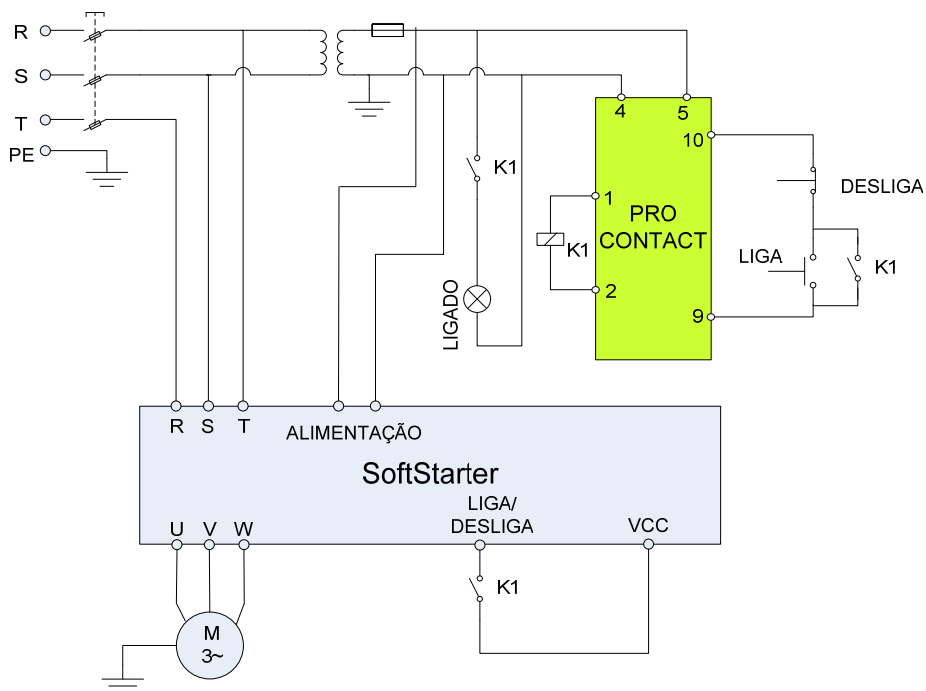 R
S
T
PE
4
5
10
K1
DESLIGA
1
PRO
CONTACT
K1
LIGA
K1
2
LIGADO
9
R S T
ALIMENTAÇÃO
SoftStarter
LIGA/
DESLIGA
VCC
U V W
K1
M
3~